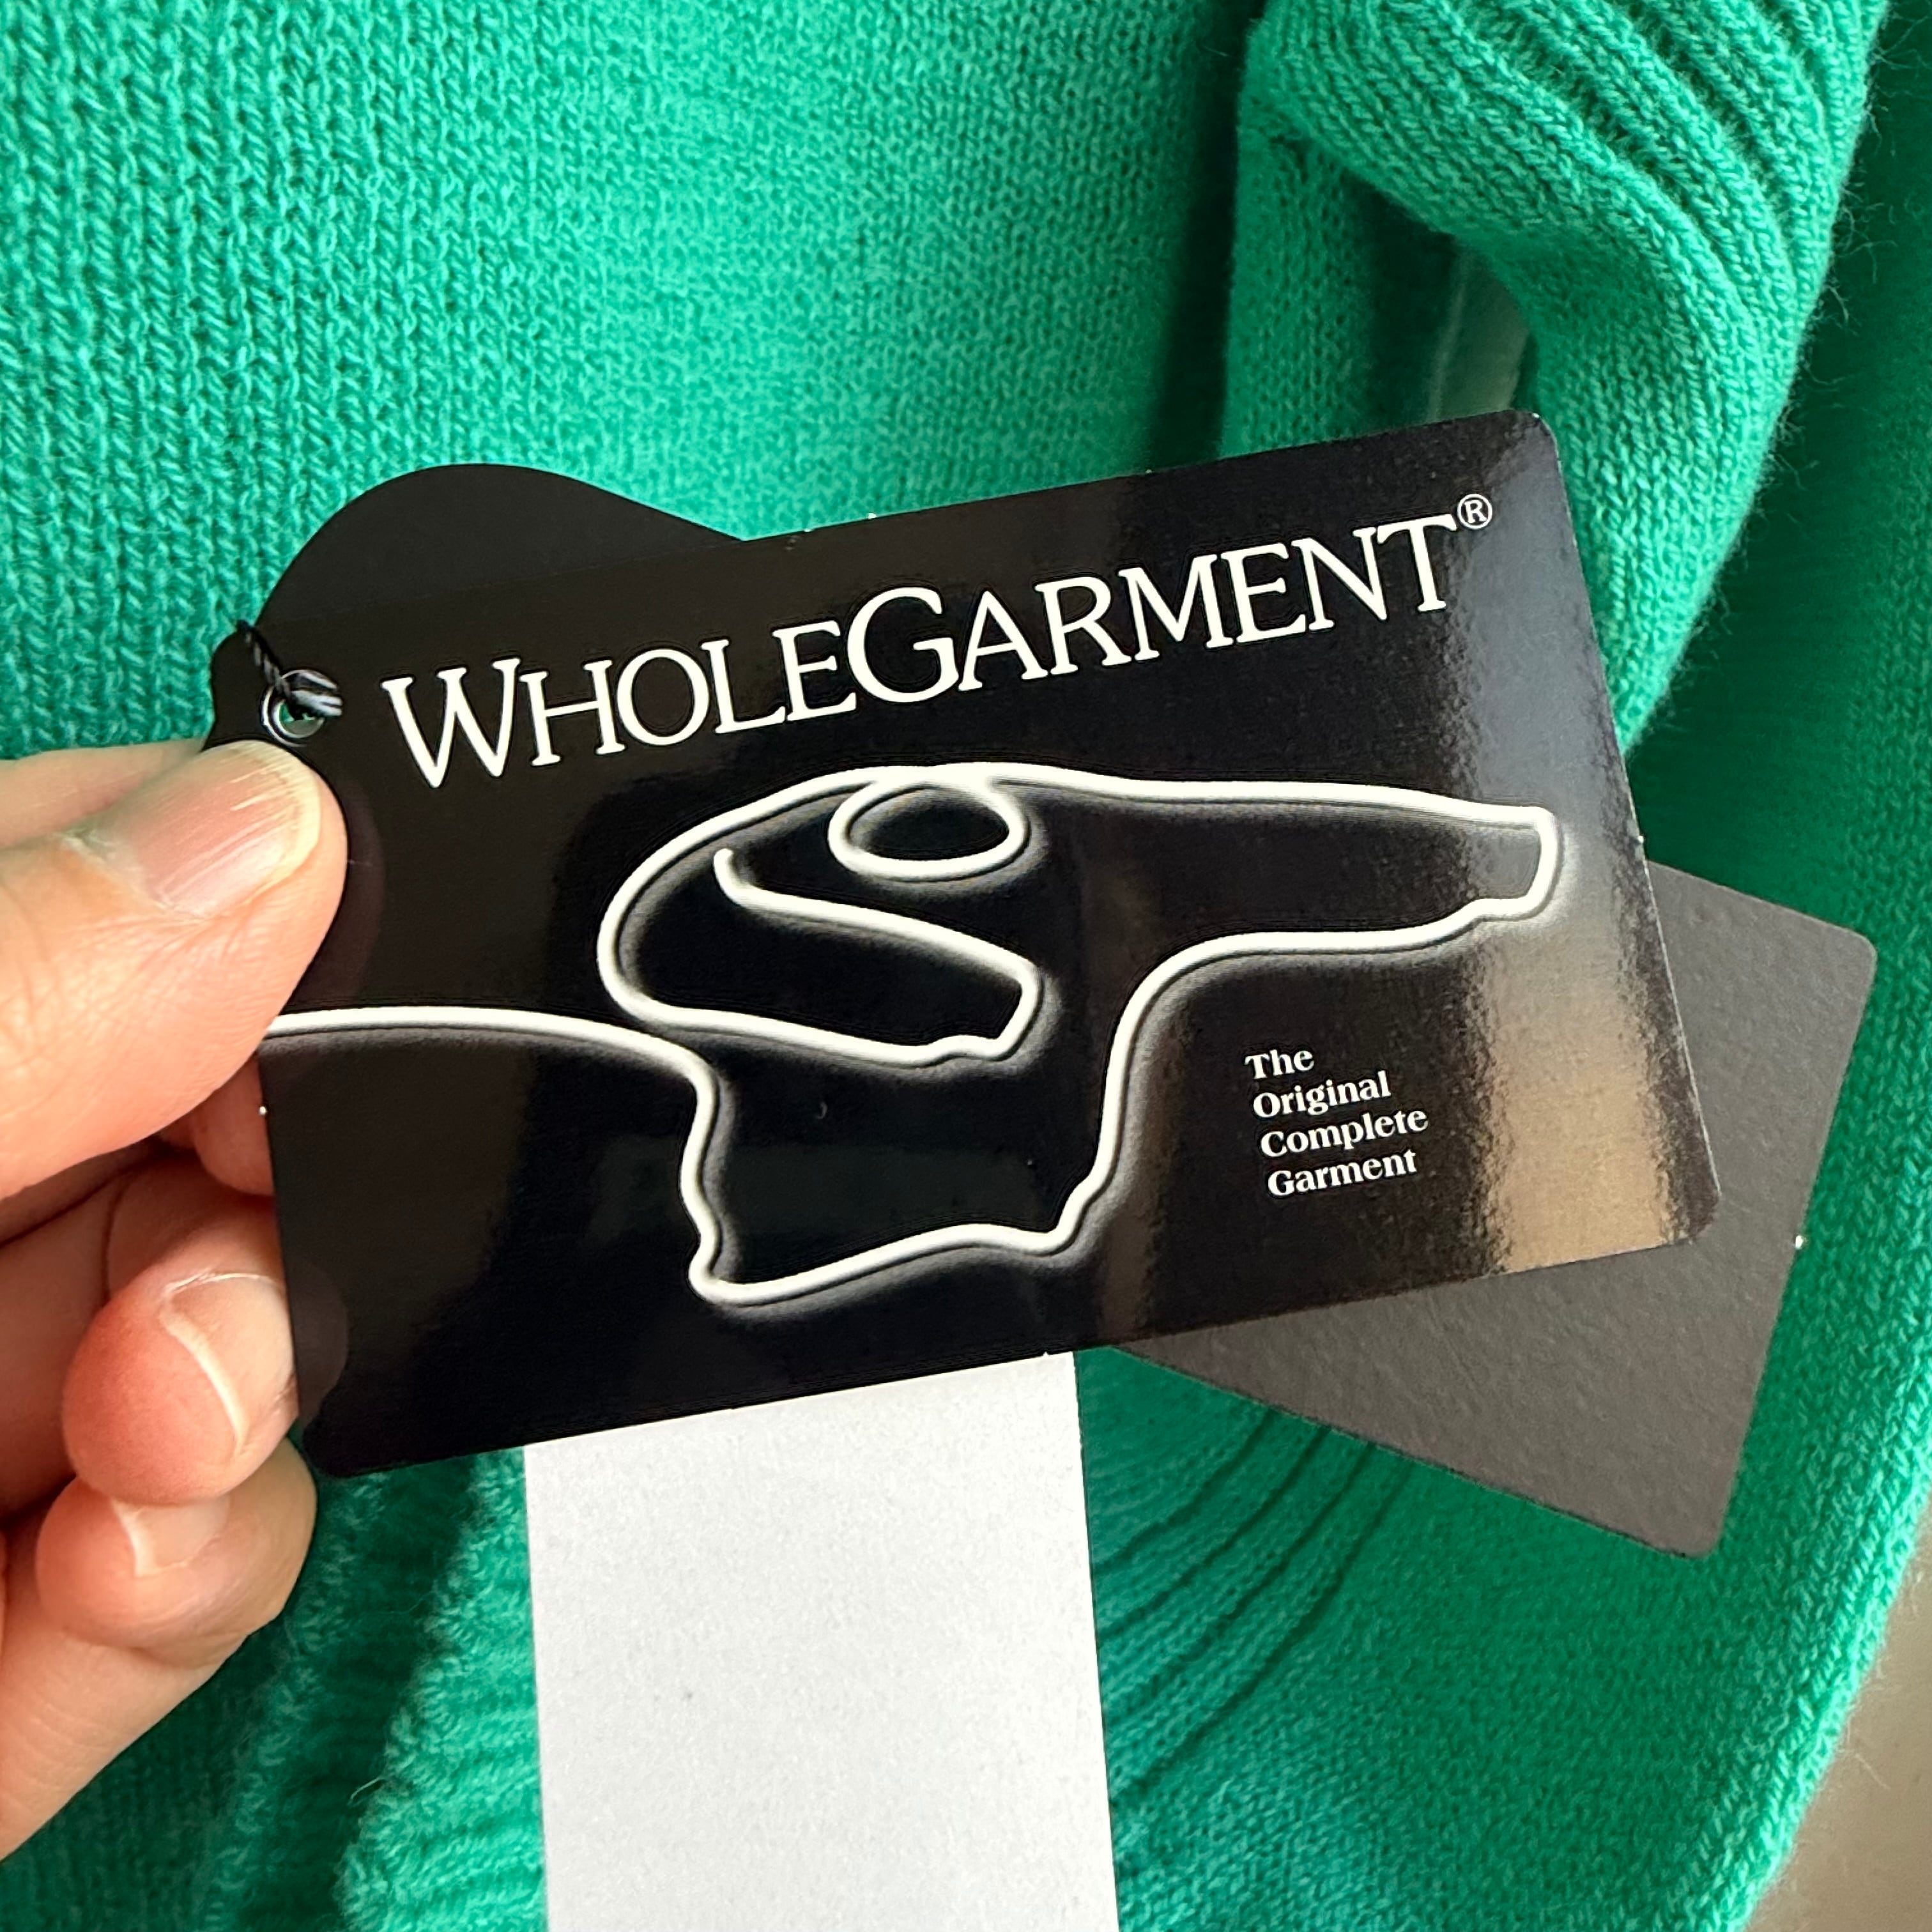 WHOLEGARMENT®
The
Original
Complete
Garment